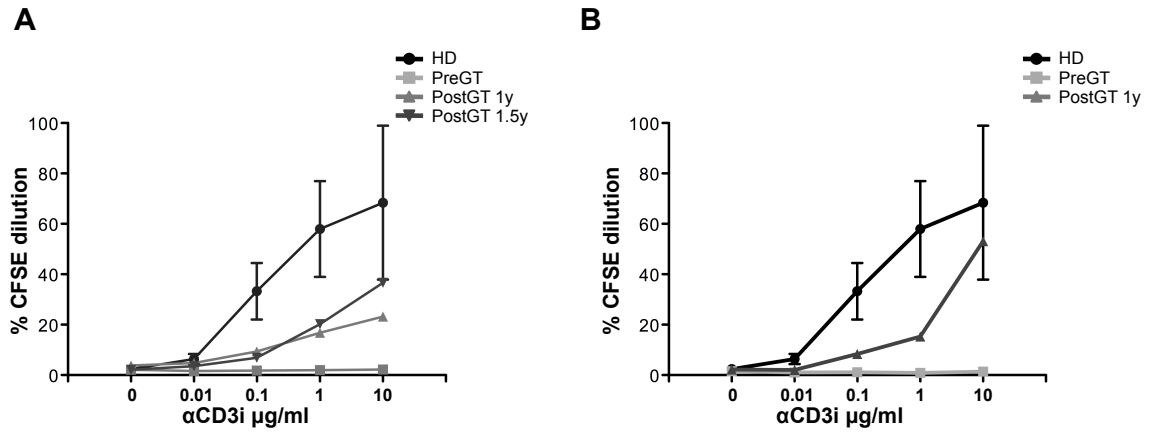 A
HD
PreGT
PostGT 1y
PostGT 1.5y
100
80
60
40
20
0
% CFSE dilution
0 0.01 0.1 1 10
αCD3i µg/ml
B
HD
PreGT
PostGT 1y
100
80
60
40
20
0
% CFSE dilution
0 0.01 0.1 1 10
αCD3i µg/ml